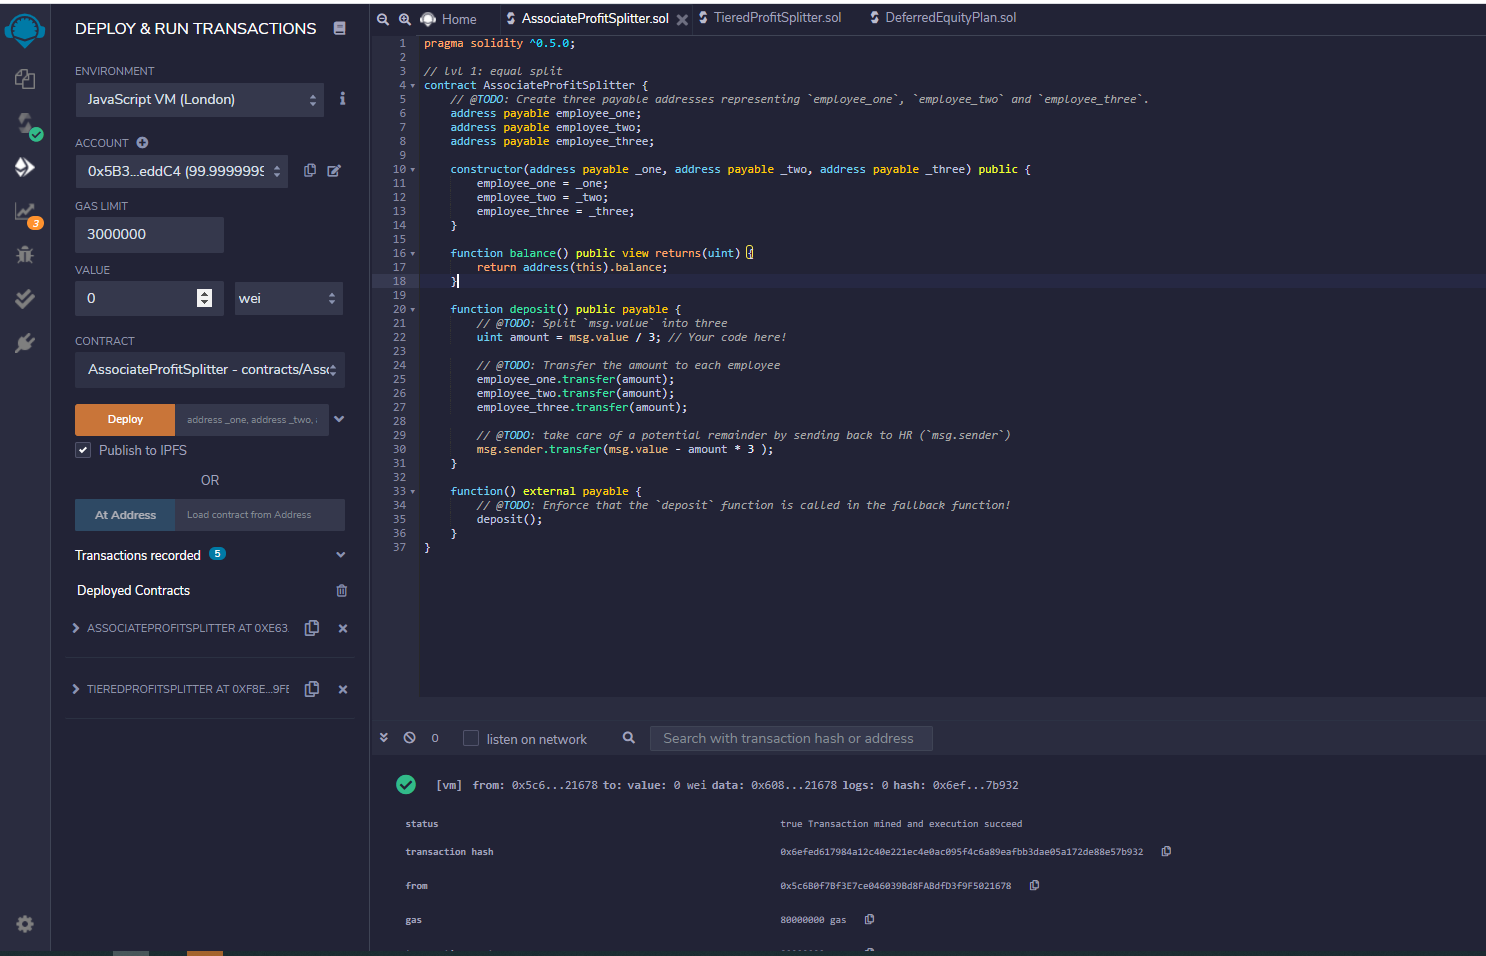 DEPLOY & RUN TRANSACTIONS
ENVIRONMENT
JavaScript VM (London)
ACCOUNT
0x5B3...eddC4 (99.9999999
GAS LIMIT
3000000
VALUE
0
wei
CONTRACT
AssociateProfitSplitter - contracts/Asso
Deploy
address _one, address _two, a
Publish to IPFS
OR
At Address
Load contract from Address
Transactions recorded 5
Deployed Contracts
ASSOCIATEPROFITSPLITTER AT 0XE63.
TIEREDPROFITSPLITTER AT 0XF8E...9FE
3
Home
AssociateProfitSplitter.sol
TieredProfitSplitter.sol
DeferredEquityPlan.sol
1 pragma solidity ^0.5.0;
2
3 // lvl 1: equal split
4 contract AssociateProfitSplitter {
5 // @TODO: Create three payable addresses representing `employee_one`, `employee_two` and `employee_three`.
6 address payable employee_one;
7 address payable employee_two;
8 address payable employee_three;
9
10 constructor(address payable _one, address payable _two, address payable _three) public {
11 employee_one = _one;
12 employee_two = _two;
13 employee_three = _three;
14 }
15
16 function balance() public view returns(uint) {
17 return address(this).balance;
18 }
19
20 function deposit() public payable {
21 // @TODO: Split `msg.value` into three
22 uint amount = msg.value / 3; // Your code here!
23
24 // @TODO: Transfer the amount to each employee
25 employee_one.transfer(amount);
26 employee_two.transfer(amount);
27 employee_three.transfer(amount);
28
29 // @TODO: take care of a potential remainder by sending back to HR (`msg.sender`)
30 msg.sender.transfer(msg.value - amount * 3 );
31 }
32
33 function() external payable {
34 // @TODO: Enforce that the `deposit` function is called in the fallback function!
35 deposit();
36 }
37 }
0
listen on network
Search with transaction hash or address
[vm] from: 0x5c6...21678 to: value: 0 wei data: 0x608...21678 logs: 0 hash: 0x6ef...7b932
status true Transaction mined and execution succeed
transaction hash 0x6efed617984a12c40e221ec4e0ac095f4c6a89eafbb3dae05a172de88e57b932
from 0x5c6B0f7Bf3E7ce046039Bd8FABdfD3f9F5021678
gas 80000000 gas